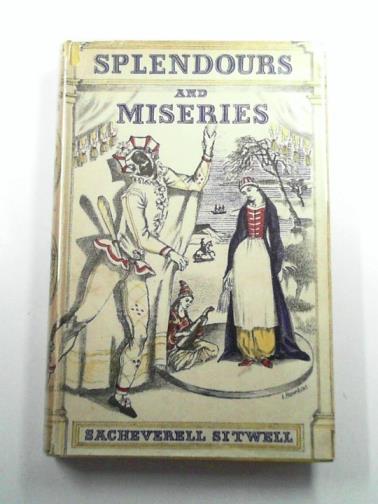 SPLENDOURS
AND
MISERIES
SACHEVERELL SITWELL